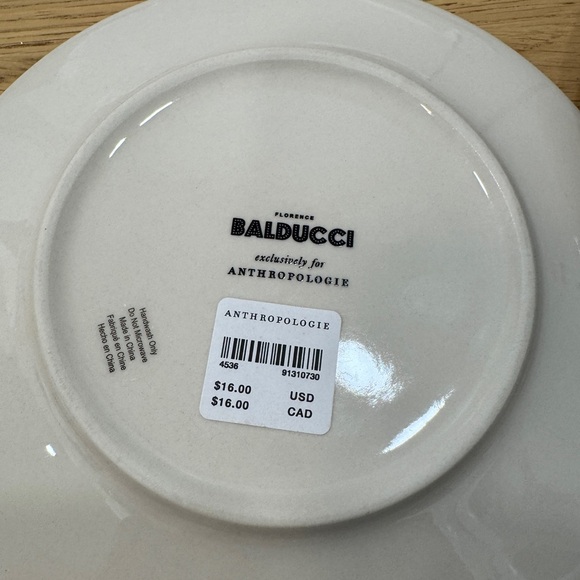 FLORENCE
BALDUCCI
exclusively for
ANTHROPOLOGIE
ANTHROPOLOGIE
4536 91310730
$16.00 USD
$16.00 CAD
Handwash Only
Do Not Microwave
Made in China
Fabriqué en Chine
Hecho en China